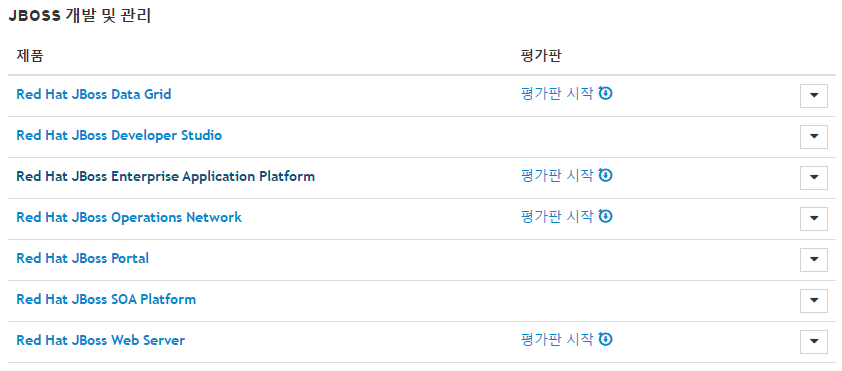 JBOSS 개발 및 관리
제품 평가판
Red Hat JBoss Data Grid 평가판 시작
Red Hat JBoss Developer Studio
Red Hat JBoss Enterprise Application Platform 평가판 시작
Red Hat JBoss Operations Network 평가판 시작
Red Hat JBoss Portal
Red Hat JBoss SOA Platform
Red Hat JBoss Web Server 평가판 시작